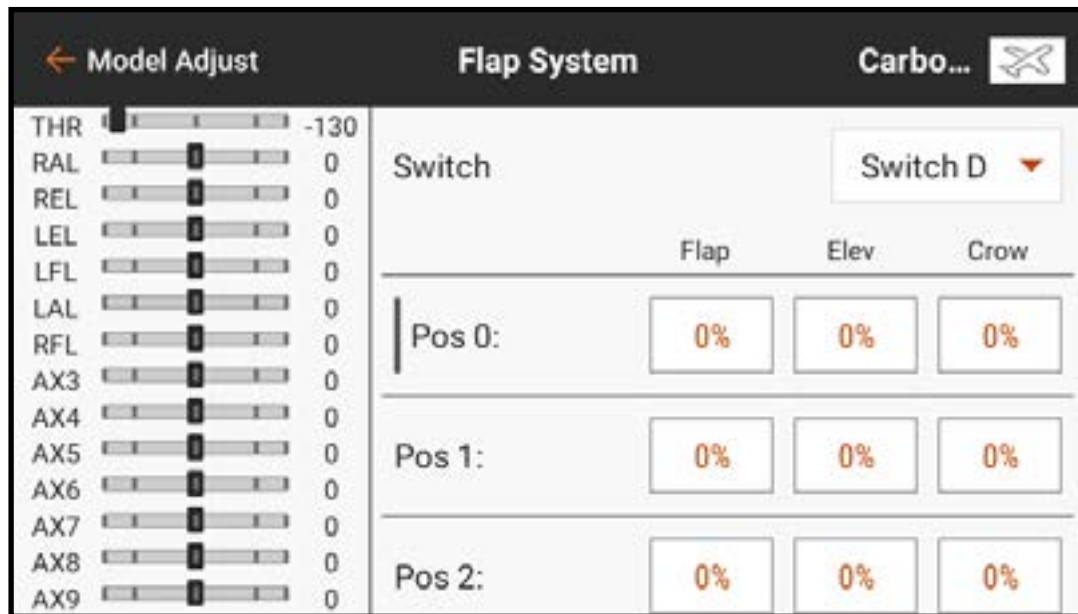 ← Model Adjust Flap System Carbo...
THR -130
RAL 0
REL 0
LEL 0
LFL 0
LAL 0
RFL 0
AX3 0
AX4 0
AX5 0
AX6 0
AX7 0
AX8 0
AX9 0
Switch Switch D
Flap Elev Crow
Pos 0: 0% 0% 0%
Pos 1: 0% 0% 0%
Pos 2: 0% 0% 0%